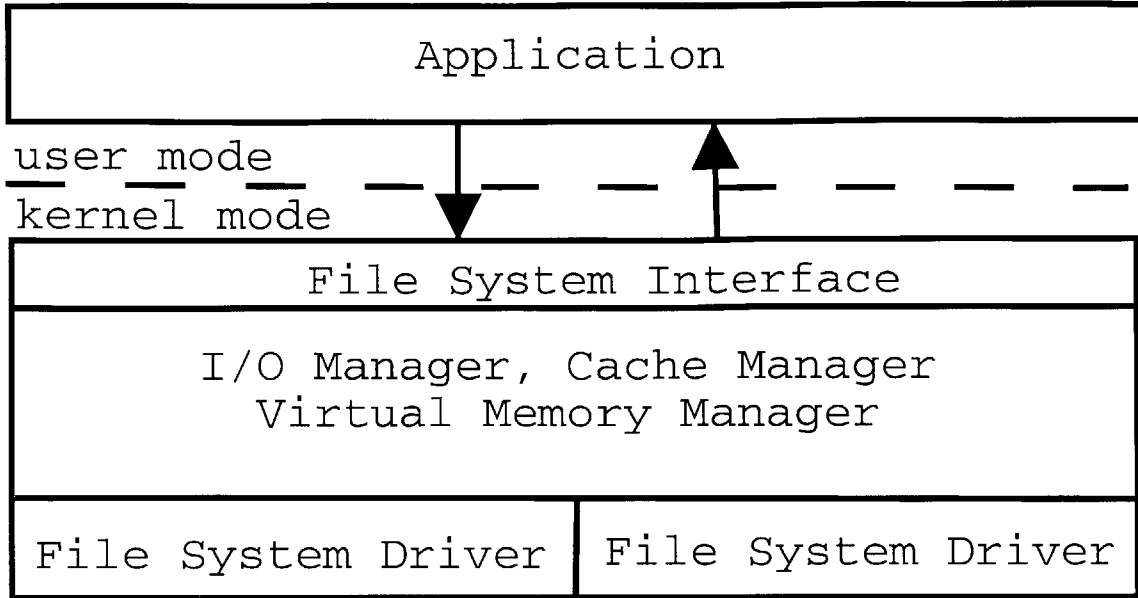 Application
user mode
kernel mode
File System Interface
I/O Manager, Cache Manager
Virtual Memory Manager
File System Driver
File System Driver